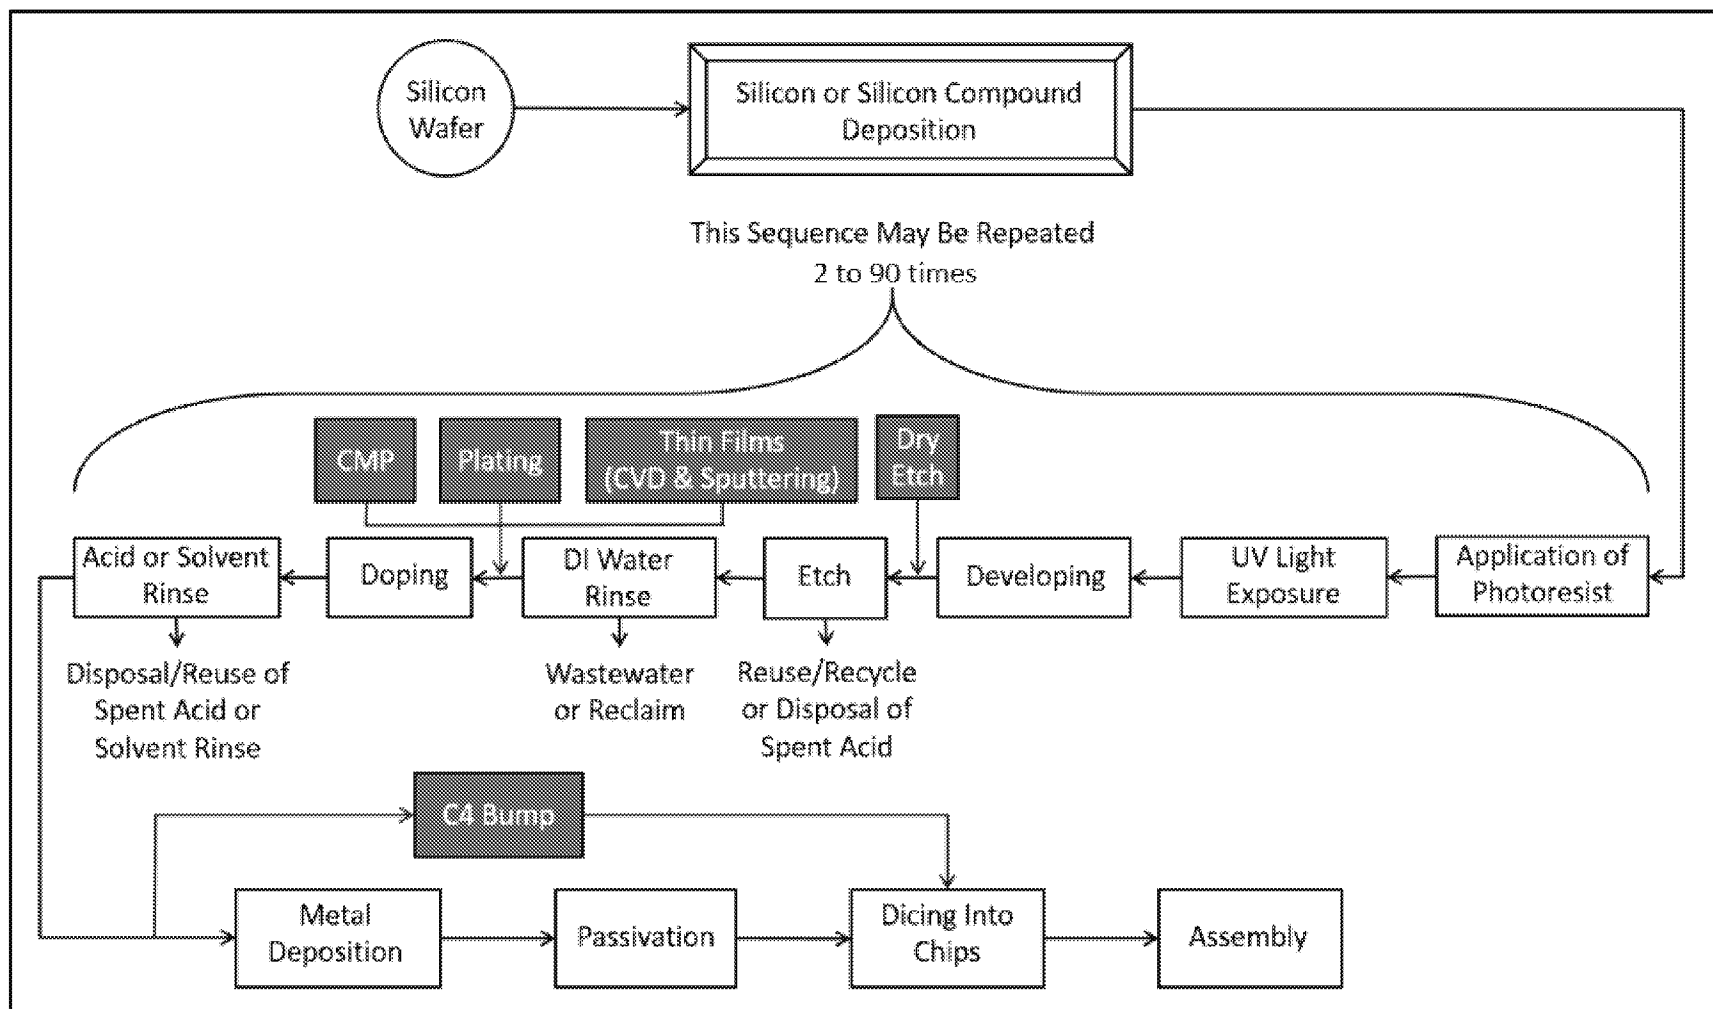 Silicon
Wafer
Silicon or Silicon Compound
Deposition
This Sequence May Be Repeated
2 to 90 times
CMP
Plating
Thin Films
(CVD & Sputtering)
Dry
Etch
Acid or Solvent
Rinse
Doping
DI Water
Rinse
Etch
Developing
UV Light
Exposure
Application of
Photoresist
Disposal/Reuse of
Spent Acid or
Solvent Rinse
Wastewater
or Reclaim
Reuse/Recycle
or Disposal of
Spent Acid
C4 Bump
Metal
Deposition
Passivation
Dicing Into
Chips
Assembly